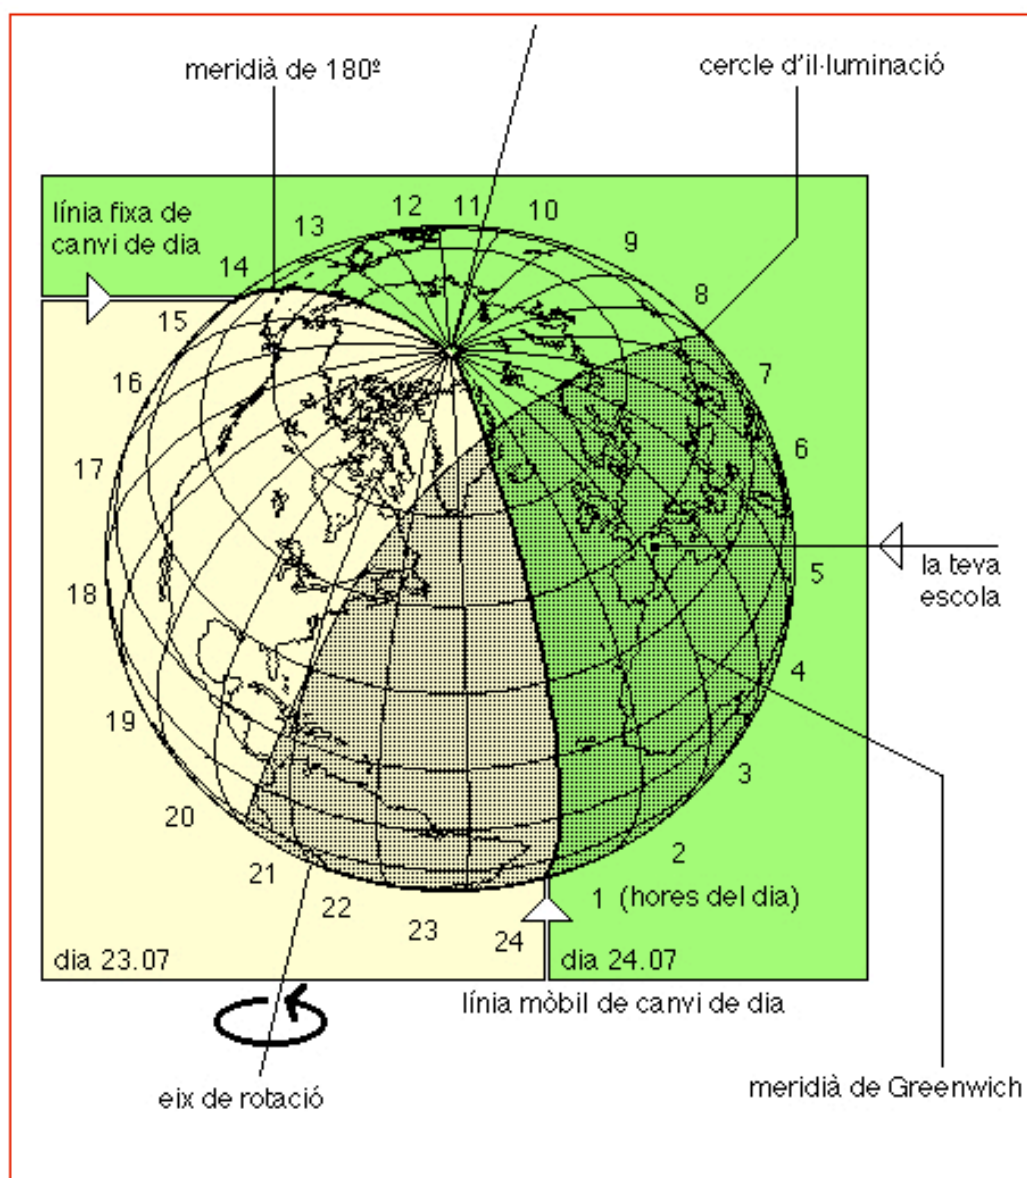 meridià de 180º
cercle d'il·luminació
línia fixa de
canvi de dia
12
11
10
13
9
14
8
15
7
16
6
17
la teva
escola
5
18
4
19
3
20
2
21
1 (hores del dia)
22
23
24
dia 23.07
dia 24.07
línia mòbil de canvi de dia
eix de rotació
meridià de Greenwich